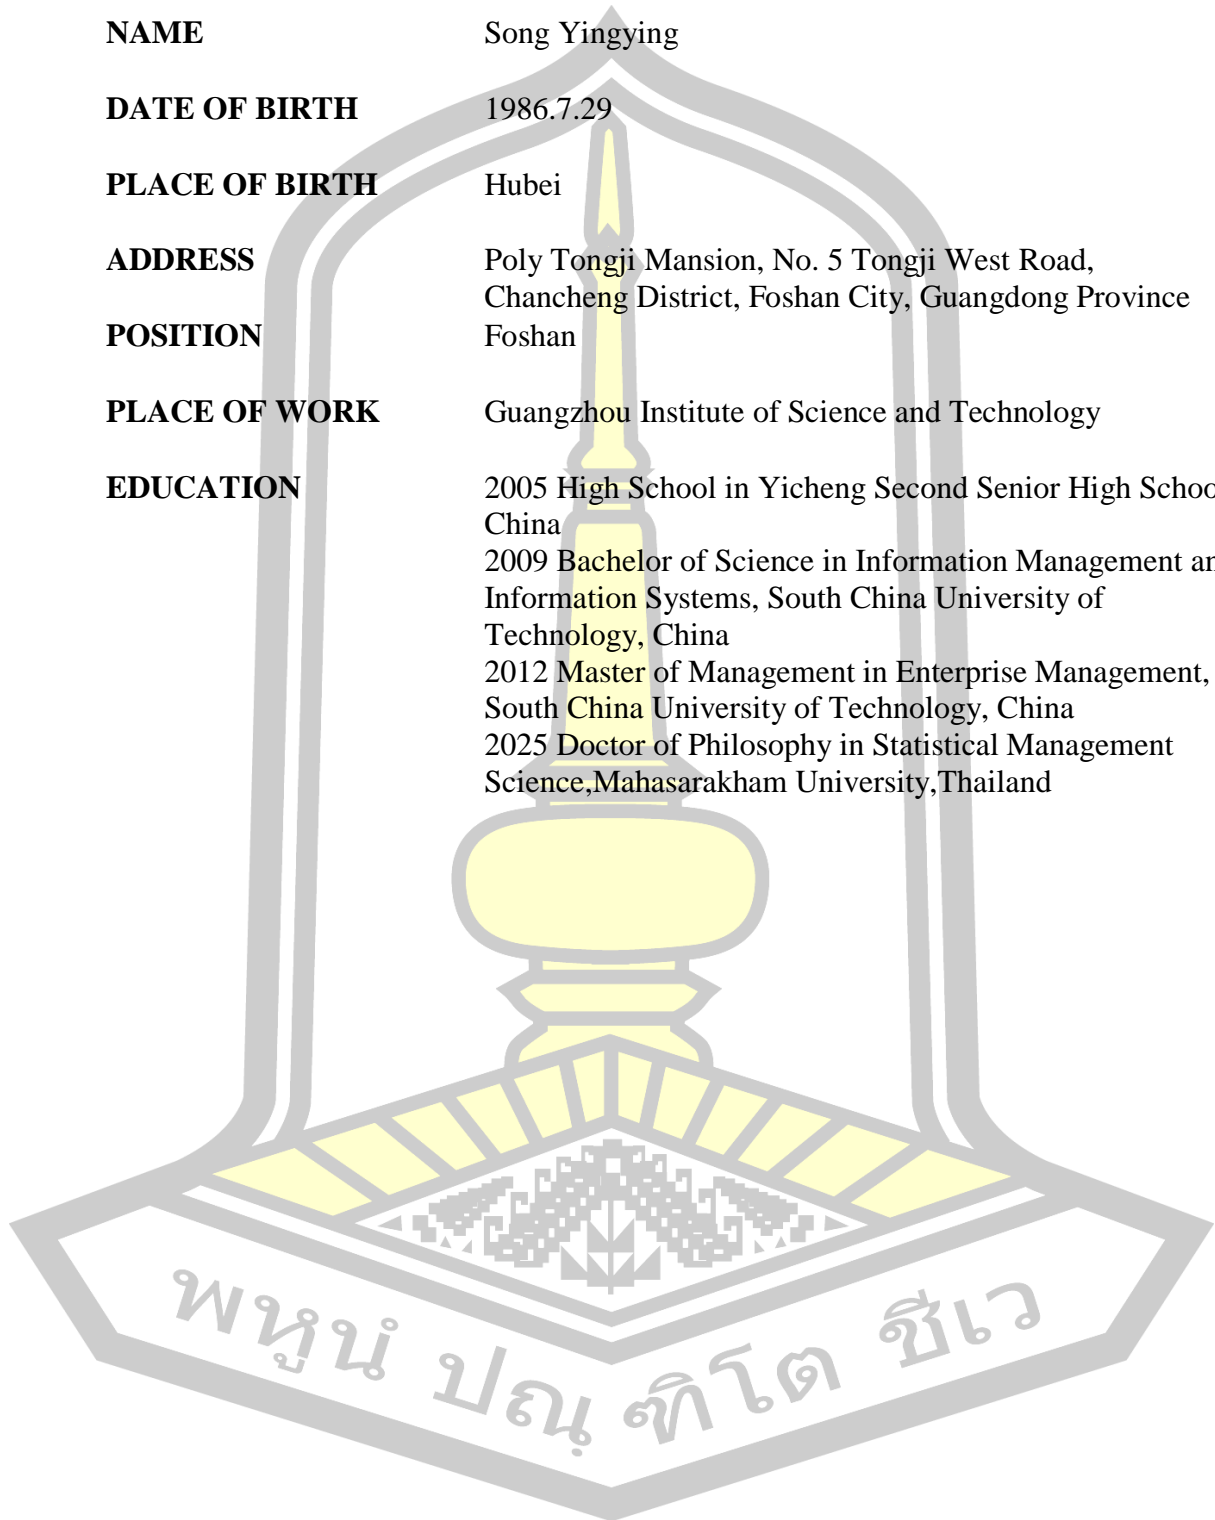 NAME Song Yingying
DATE OF BIRTH 1986.7.29
PLACE OF BIRTH Hubei
ADDRESS Poly Tongji Mansion, No. 5 Tongji West Road,
Chancheng District, Foshan City, Guangdong Province
POSITION Foshan
PLACE OF WORK Guangzhou Institute of Science and Technology
EDUCATION 2005 High School in Yicheng Second Senior High Schoo
China
2009 Bachelor of Science in Information Management an
Information Systems, South China University of
Technology, China
2012 Master of Management in Enterprise Management,
South China University of Technology, China
2025 Doctor of Philosophy in Statistical Management
Science,Mahasarakham University,Thailand
พหูนํ ปณฺฑิโต ชีเว